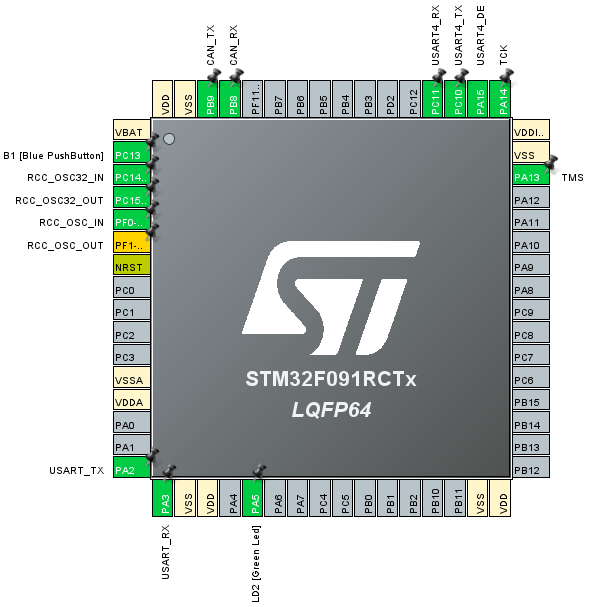 CAN_TX
CAN_RX
USART4_RX
USART4_TX
USART4_DE
TCK
VDD
VSS
PB9
PB8
PF11..
PB7
PB6
PB5
PB4
PB3
PD2
PC12
PC11
PC10
PA15
PA14
VBAT
B1 [Blue PushButton] PC13
RCC_OSC32_IN PC14..
RCC_OSC32_OUT PC15..
RCC_OSC_IN PF0-..
RCC_OSC_OUT PF1-..
NRST
PC0
PC1
PC2
PC3
VSSA
VDDA
PA0
PA1
USART_TX PA2
STM32F091RCTx
LQFP64
VDDI..
VSS
PA13 TMS
PA12
PA11
PA10
PA9
PA8
PC9
PC8
PC7
PC6
PB15
PB14
PB13
PB12
PA3
VSS
VDD
PA4
PA5
PA6
PA7
PC4
PC5
PB0
PB1
PB2
PB10
PB11
VSS
VDD
USART_RX
LD2 [Green Led]